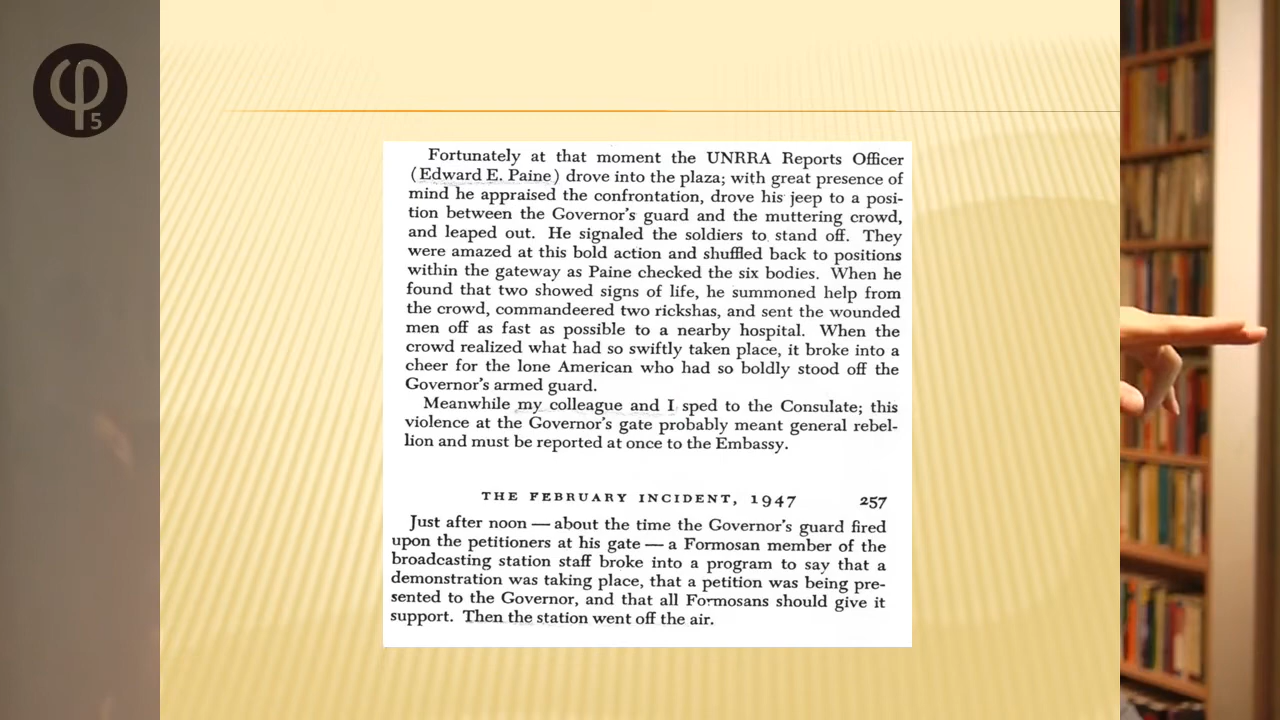 φ5
Fortunately at that moment the UNRRA Reports Officer
(Edward E. Paine) drove into the plaza; with great presence of
mind he appraised the confrontation, drove his jeep to a posi-
tion between the Governor's guard and the muttering crowd,
and leaped out. He signaled the soldiers to stand off. They
were amazed at this bold action and shuffled back to positions
within the gateway as Paine checked the six bodies. When he
found that two showed signs of life, he summoned help from
the crowd, commandeered two rickshas, and sent the wounded
men off as fast as possible to a nearby hospital. When the
crowd realized what had so swiftly taken place, it broke into a
cheer for the lone American who had so boldly stood off the
Governor's armed guard.
Meanwhile my colleague and I sped to the Consulate; this
violence at the Governor's gate probably meant general rebel-
lion and must be reported at once to the Embassy.
THE FEBRUARY INCIDENT, 1947 257
Just after noon — about the time the Governor's guard fired
upon the petitioners at his gate — a Formosan member of the
broadcasting station staff broke into a program to say that a
demonstration was taking place, that a petition was being pre-
sented to the Governor, and that all Formosans should give it
support. Then the station went off the air.